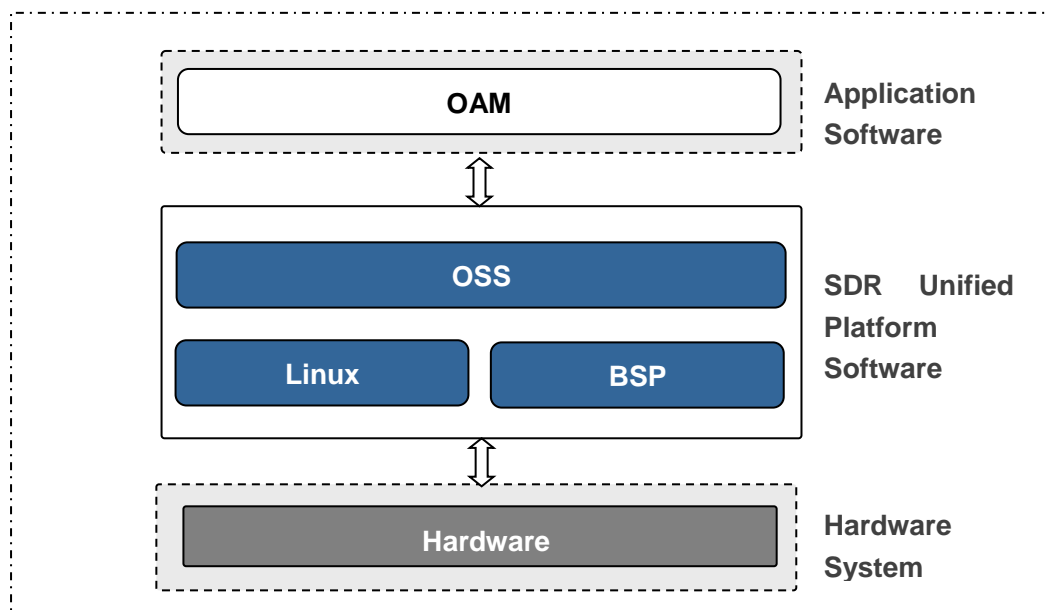 OAM
Application
Software
OSS
Linux
BSP
SDR Unified
Platform
Software
Hardware
Hardware
System